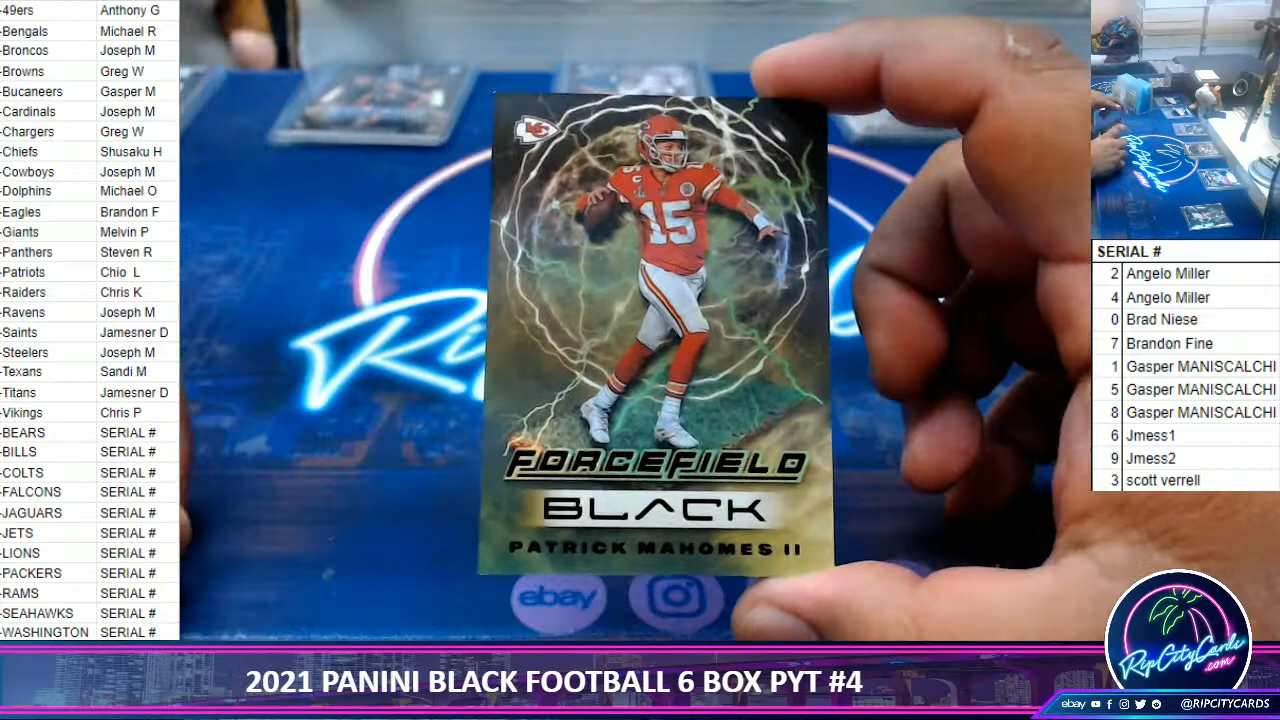 -49ers Anthony G
-Bengals Michael R
-Broncos Joseph M
-Browns Greg W
-Bucaneers Gasper M
-Cardinals Joseph M
-Chargers Greg W
-Chiefs Shusaku H
-Cowboys Joseph M
-Dolphins Michael O
-Eagles Brandon F
-Giants Melvin P
-Panthers Steven R
-Patriots Chio L
-Raiders Chris K
-Ravens Joseph M
-Saints Jamesner D
-Steelers Joseph M
-Texans Sandi M
-Titans Jamesner D
-Vikings Chris P
-BEARS SERIAL #
-BILLS SERIAL #
-COLTS SERIAL #
-FALCONS SERIAL #
-JAGUARS SERIAL #
-JETS SERIAL #
-LIONS SERIAL #
-PACKERS SERIAL #
-RAMS SERIAL #
-SEAHAWKS SERIAL #
-WASHINGTON SERIAL #
15
FORCEFIELD
BLACK
PATRICK MAHOMES II
ebay
SERIAL #
2 Angelo Miller
4 Angelo Miller
0 Brad Niese
7 Brandon Fine
1 Gasper MANISCALCHI
5 Gasper MANISCALCHI
8 Gasper MANISCALCHI
6 Jmess1
9 Jmess2
3 scott verrell
RipCityCards
.com
2021 PANINI BLACK FOOTBALL 6 BOX PYT #4
ebay @RIPCITYCARDS